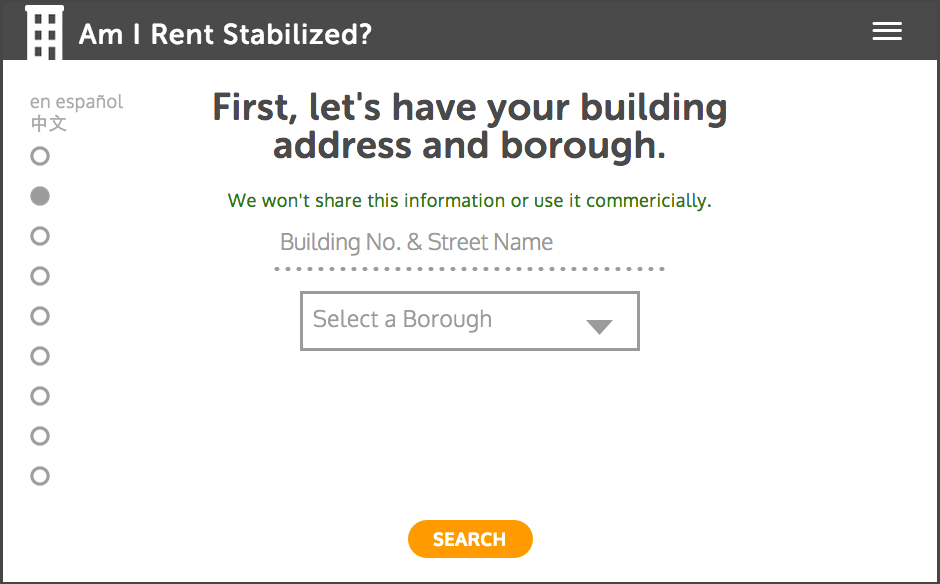 Am I Rent Stabilized?
en español
中文
First, let's have your building
address and borough.
We won't share this information or use it commericially.
Building No. & Street Name
Select a Borough
SEARCH